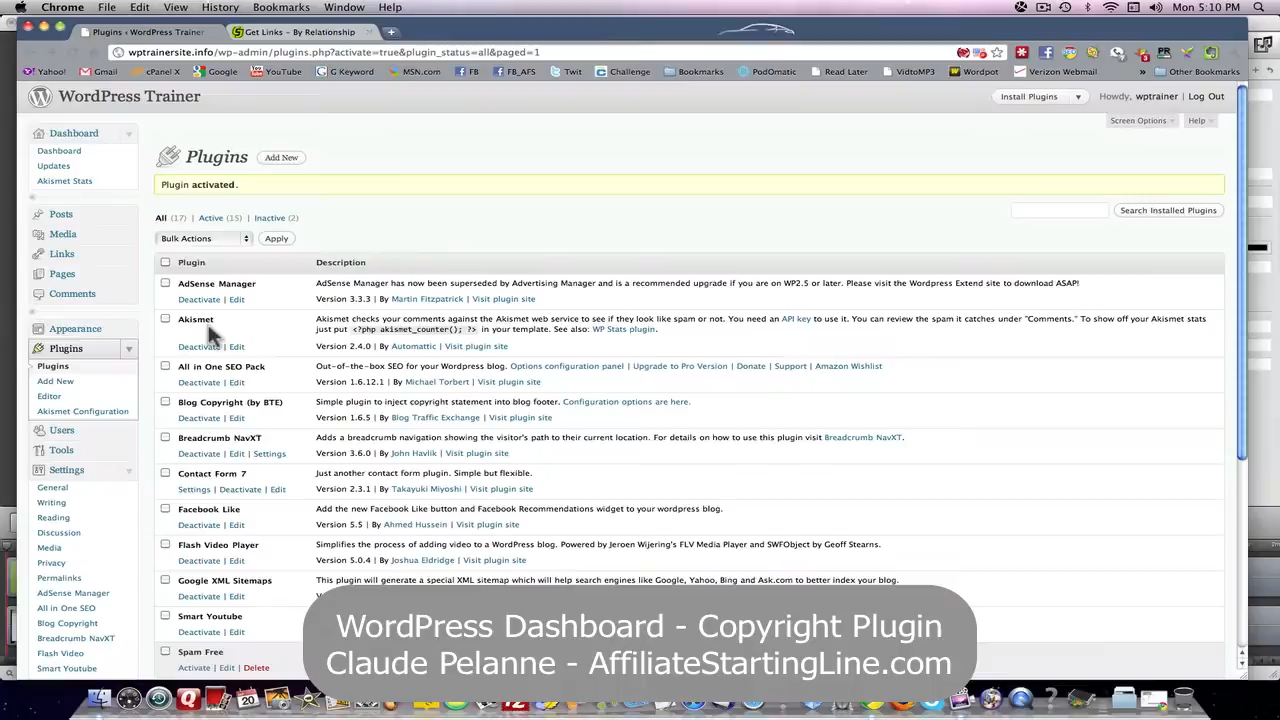 Chrome File Edit View History Bookmarks Window Help Mon 5:10 PM
Plugins ‹ WordPress Trainer Get Links - By Relationship
wptrainersite.info/wp-admin/plugins.php?activate=true&plugin_status=all&paged=1
Yahoo! Gmail cPanel X Google YouTube G Keyword MSN.com FB FB_AFS Twit Challenge Bookmarks PodOmatic Read Later VidtoMP3 Wordpot Verizon Webmail » Other Bookmarks
WordPress Trainer Install Plugins Howdy, wptrainer | Log Out
Screen Options Help
Dashboard
Dashboard
Updates
Akismet Stats
Posts
Media
Links
Pages
Comments
Appearance
Plugins
Plugins
Add New
Editor
Akismet Configuration
Users
Tools
Settings
General
Writing
Reading
Discussion
Media
Privacy
Permalinks
AdSense Manager
All in One SEO
Blog Copyright
Breadcrumb NavXT
Flash Video
Smart Youtube
Plugins Add New
Plugin activated.
All (17) | Active (15) | Inactive (2)
Search Installed Plugins
Bulk Actions Apply
Plugin Description
AdSense Manager AdSense Manager has now been superseded by Advertising Manager and is a recommended upgrade if you are on WP2.5 or later. Please visit the Wordpress Extend site to download ASAP!
Deactivate | Edit Version 3.3.3 | By Martin Fitzpatrick | Visit plugin site
Akismet Akismet checks your comments against the Akismet web service to see if they look like spam or not. You need an API key to use it. You can review the spam it catches under "Comments." To show off your Akismet stats
just put <?php akismet_counter(); ?> in your template. See also: WP Stats plugin.
Deactivate | Edit Version 2.4.0 | By Automattic | Visit plugin site
All in One SEO Pack Out-of-the-box SEO for your Wordpress blog. Options configuration panel | Upgrade to Pro Version | Donate | Support | Amazon Wishlist
Deactivate | Edit Version 1.6.12.1 | By Michael Torbert | Visit plugin site
Blog Copyright (by BTE) Simple plugin to inject copyright statement into blog footer. Configuration options are here.
Deactivate | Edit Version 1.6.5 | By Blog Traffic Exchange | Visit plugin site
Breadcrumb NavXT Adds a breadcrumb navigation showing the visitor's path to their current location. For details on how to use this plugin visit Breadcrumb NavXT.
Deactivate | Edit | Settings Version 3.6.0 | By John Havlik | Visit plugin site
Contact Form 7 Just another contact form plugin. Simple but flexible.
Settings | Deactivate | Edit Version 2.3.1 | By Takayuki Miyoshi | Visit plugin site
Facebook Like Add the new Facebook Like button and Facebook Recommendations widget to your wordpress blog.
Deactivate | Edit Version 5.5 | By Ahmed Hussein | Visit plugin site
Flash Video Player Simplifies the process of adding video to a WordPress blog. Powered by Jeroen Wijering's FLV Media Player and SWFObject by Geoff Stearns.
Deactivate | Edit Version 5.0.4 | By Joshua Eldridge | Visit plugin site
Google XML Sitemaps This plugin will generate a special XML sitemap which will help search engines like Google, Yahoo, Bing and Ask.com to better index your blog.
Deactivate | Edit
Smart Youtube
Deactivate | Edit
Spam Free
Activate | Edit | Delete
WordPress Dashboard - Copyright Plugin
Claude Pelanne - AffiliateStartingLine.com